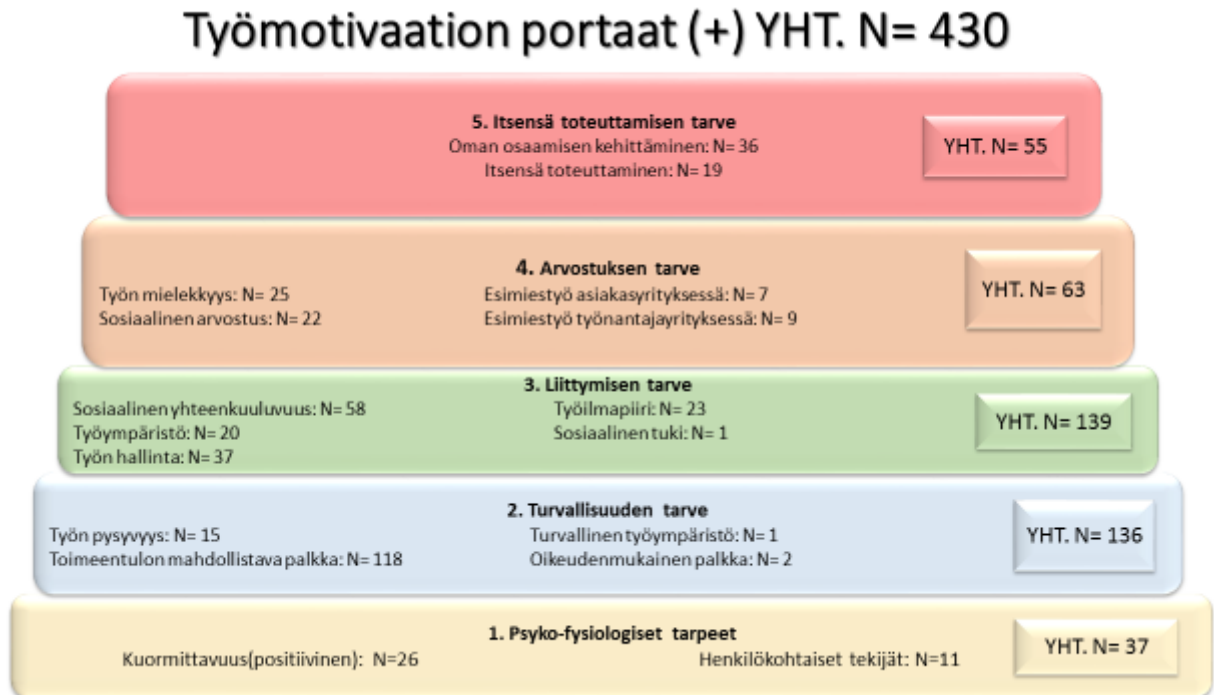 Työmotivaation portaat (+) YHT. N= 430
5. Itsensä toteuttamisen tarve
Oman osaamisen kehittäminen: N= 36
Itsensä toteuttaminen: N= 19
YHT. N= 55
4. Arvostuksen tarve
Työn mielekkyys: N= 25
Sosiaalinen arvostus: N= 22
Esimiestyö asiakasyrityksessä: N= 7
Esimiestyö työnantajayrityksessä: N= 9
YHT. N= 63
3. Liittymisen tarve
Sosiaalinen yhteenkuuluvuus: N= 58
Työympäristö: N= 20
Työn hallinta: N= 37
Työilmapiiri: N= 23
Sosiaalinen tuki: N= 1
YHT. N= 139
2. Turvallisuuden tarve
Työn pysyvyys: N= 15
Toimeentulon mahdollistava palkka: N= 118
Turvallinen työympäristö: N= 1
Oikeudenmukainen palkka: N= 2
YHT. N= 136
1. Psyko-fysiologiset tarpeet
Kuormittavuus(positiivinen): N=26
Henkilökohtaiset tekijät: N=11
YHT. N= 37